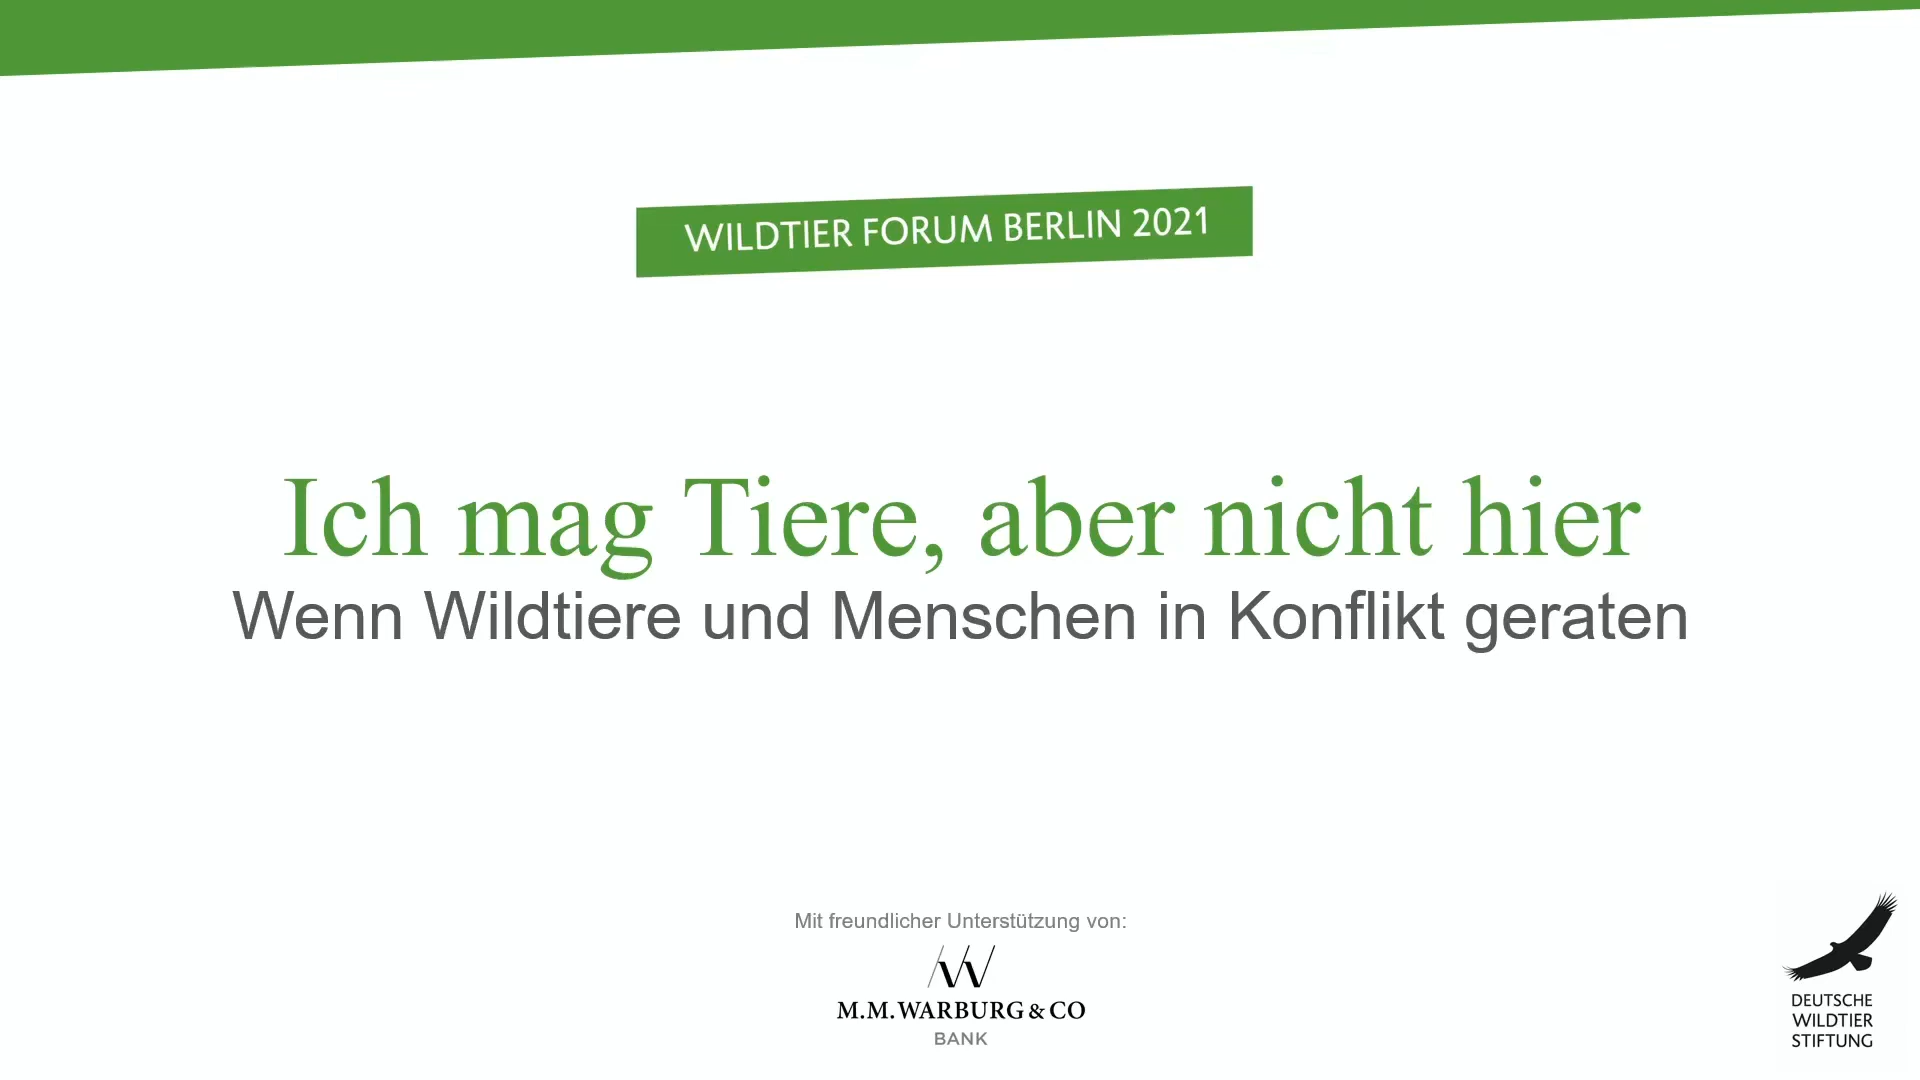 WILDTIER FORUM BERLIN 2021
Ich mag Tiere, aber nicht hier
Wenn Wildtiere und Menschen in Konflikt geraten
Mit freundlicher Unterstützung von:
M.M.WARBURG & CO
BANK
DEUTSCHE
WILDTIER
STIFTUNG